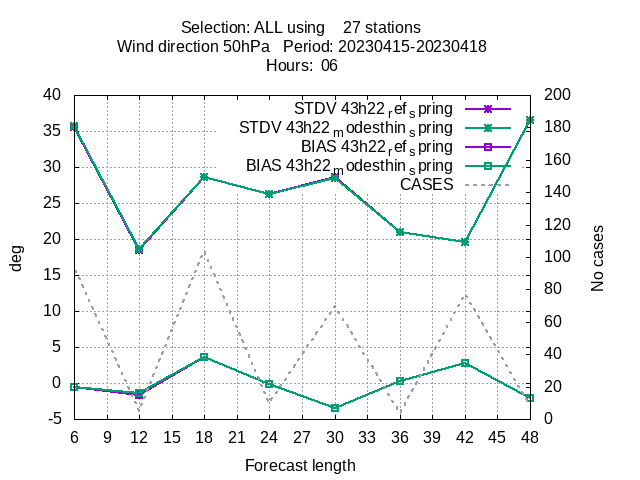 Selection: ALL using 27 stations
Wind direction 50hPa Period: 20230415-20230418
Hours: 06
40 200
STDV 43h22_ref_spring
35 180
STDV 43h22_modesthin_spring
BIAS 43h22_ref_spring
30 160
BIAS 43h22_modesthin_spring
CASES
25 140
20 120
15 100
10 80
5 60
0 40
-5 20
0
deg
No cases
6 9 12 15 18 21 24 27 30 33 36 39 42 45 48
Forecast length